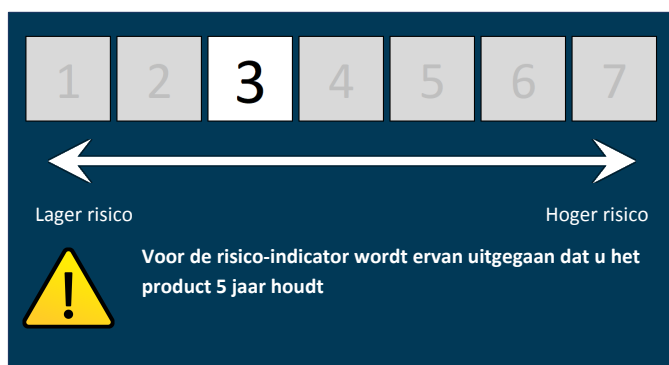 1 2 3 4 5 6 7
Lager risico Hoger risico
Voor de risico-indicator wordt ervan uitgegaan dat u het
product 5 jaar houdt